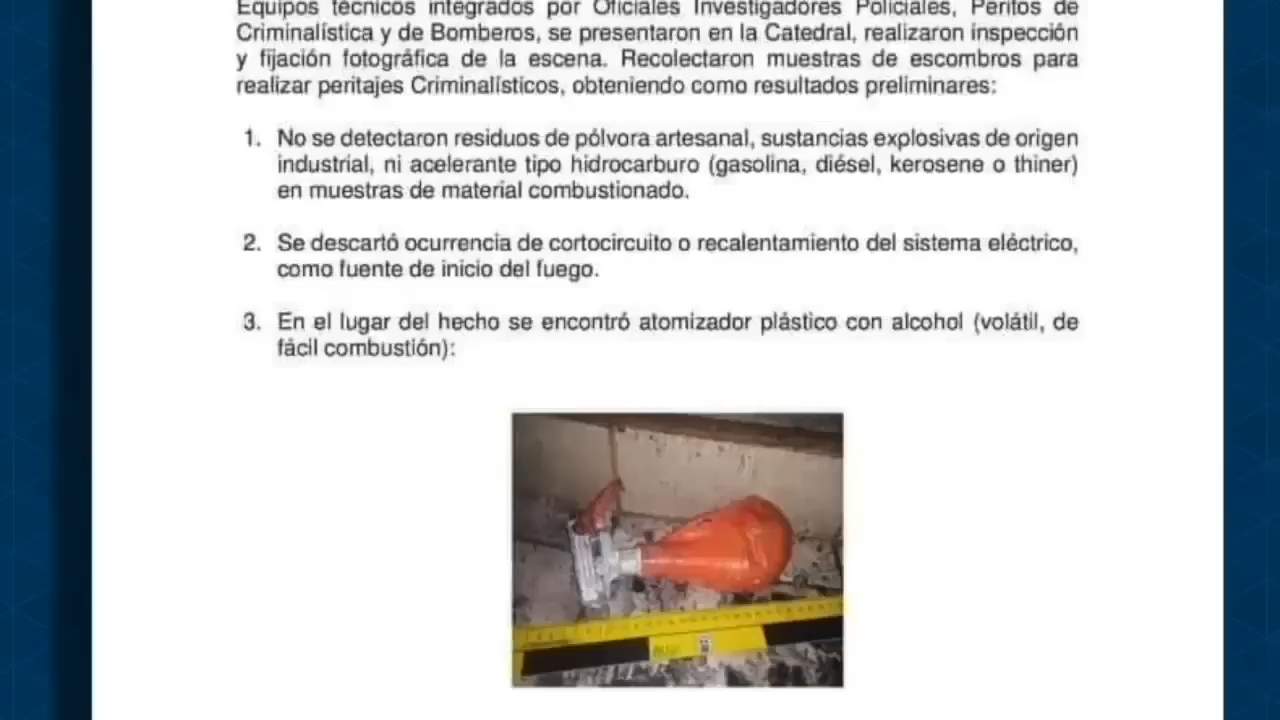 Equipos técnicos integrados por Oficiales Investigadores Policiales, Peritos de
Criminalística y de Bomberos, se presentaron en la Catedral, realizaron inspección
y fijación fotográfica de la escena. Recolectaron muestras de escombros para
realizar peritajes Criminalísticos, obteniendo como resultados preliminares:
1. No se detectaron residuos de pólvora artesanal, sustancias explosivas de origen
industrial, ni acelerante tipo hidrocarburo (gasolina, diésel, kerosene o thiner)
en muestras de material combustionado.
2. Se descartó ocurrencia de cortocircuito o recalentamiento del sistema eléctrico,
como fuente de inicio del fuego.
3. En el lugar del hecho se encontró atomizador plástico con alcohol (volátil, de
fácil combustión):